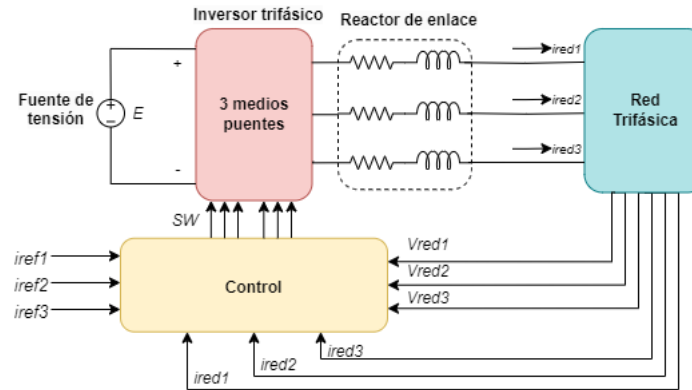 Inversor trifásico
Reactor de enlace
ired1
+
Fuente de
tensión
+
−
E
3 medios
puentes
ired2
Red
Trifásica
-
ired3
SW
iref1
iref2
iref3
Control
Vred1
Vred2
Vred3
ired1
ired2
ired3